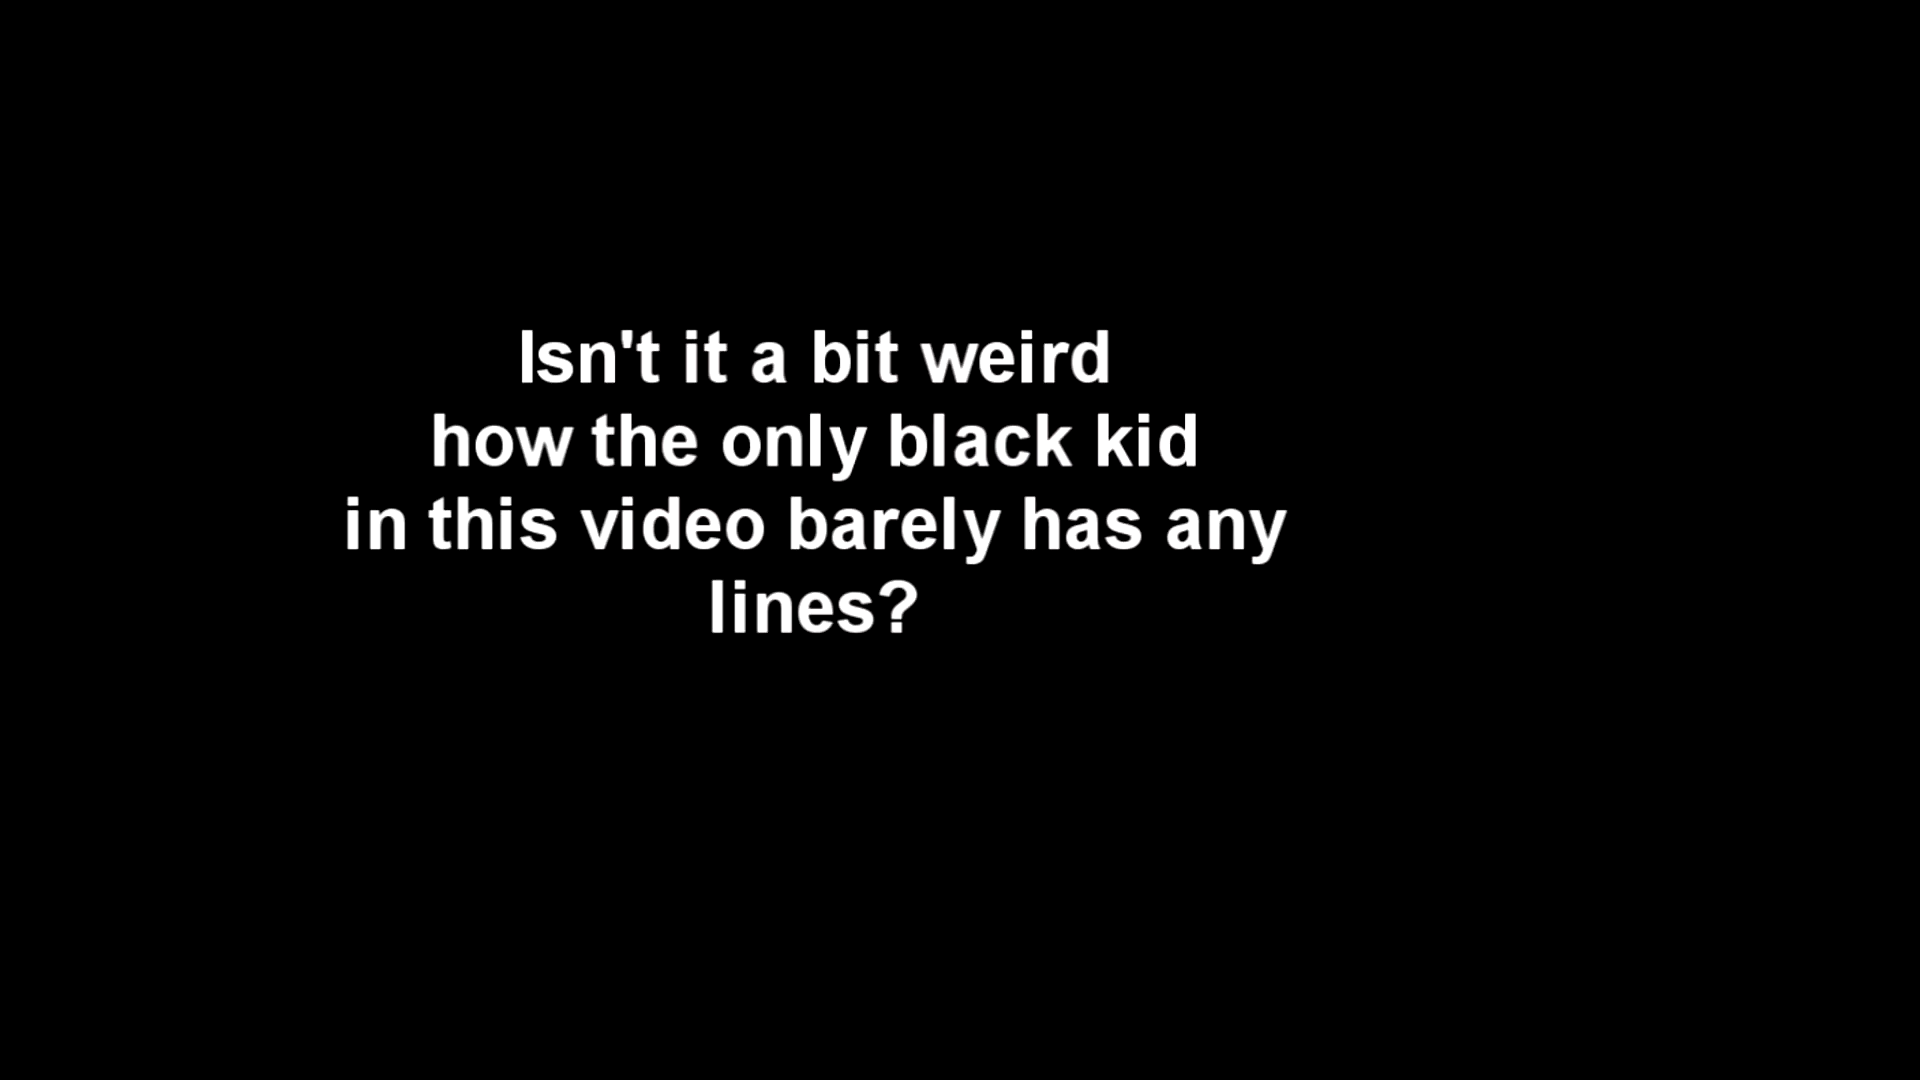 Isn't it a bit weird
how the only black kid
in this video barely has any
lines?